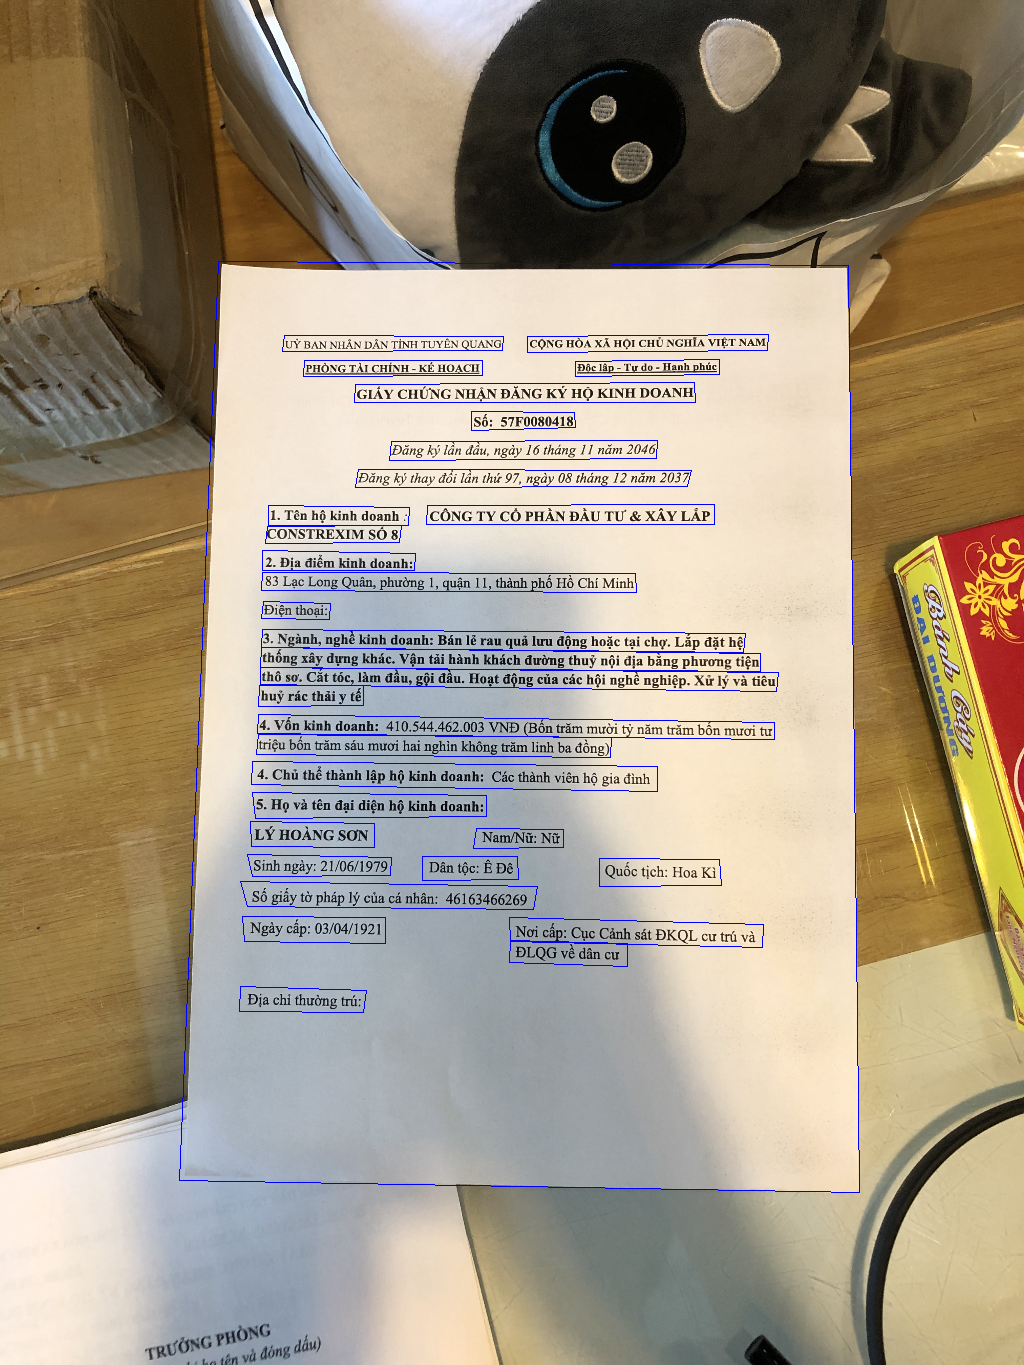 UỶ BAN NHÂN DÂN TỈNH TUYÊN QUANG
CỘNG HÒA XÃ HỘI CHỦ NGHĨA VIỆT NAM
PHÒNG TÀI CHÍNH - KẾ HOẠCH
Độc lập - Tự do - Hạnh phúc
GIẤY CHỨNG NHẬN ĐĂNG KÝ HỘ KINH DOANH
Số: 57F0080418
Đăng ký lần đầu, ngày 16 tháng 11 năm 2046
Đăng ký thay đổi lần thứ 97, ngày 08 tháng 12 năm 2037
1. Tên hộ kinh doanh : CÔNG TY CỔ PHẦN ĐẦU TƯ & XÂY LẮP
CONSTREXIM SỐ 8
2. Địa điểm kinh doanh:
83 Lạc Long Quân, phường 1, quận 11, thành phố Hồ Chí Minh
Điện thoại:
3. Ngành, nghề kinh doanh: Bán lẻ rau quả lưu động hoặc tại chợ. Lắp đặt hệ
thống xây dựng khác. Vận tải hành khách đường thuỷ nội địa bằng phương tiện
thô sơ. Cắt tóc, làm đầu, gội đầu. Hoạt động của các hội nghề nghiệp. Xử lý và tiêu
huỷ rác thải y tế
4. Vốn kinh doanh: 410.544.462.003 VNĐ (Bốn trăm mười tỷ năm trăm bốn mươi tư
triệu bốn trăm sáu mươi hai nghìn không trăm linh ba đồng)
4. Chủ thể thành lập hộ kinh doanh: Các thành viên hộ gia đình
5. Họ và tên đại diện hộ kinh doanh:
LÝ HOÀNG SƠN
Nam/Nữ: Nữ
Sinh ngày: 21/06/1979
Dân tộc: Ê Đê
Quốc tịch: Hoa Kì
Số giấy tờ pháp lý của cá nhân: 46163466269
Ngày cấp: 03/04/1921
Nơi cấp: Cục Cảnh sát ĐKQL cư trú và
ĐLQG về dân cư
Địa chỉ thường trú:
Bánh Cáy
ĐẠI DƯƠNG
TRƯỞNG PHÒNG
họ tên và đóng dấu)